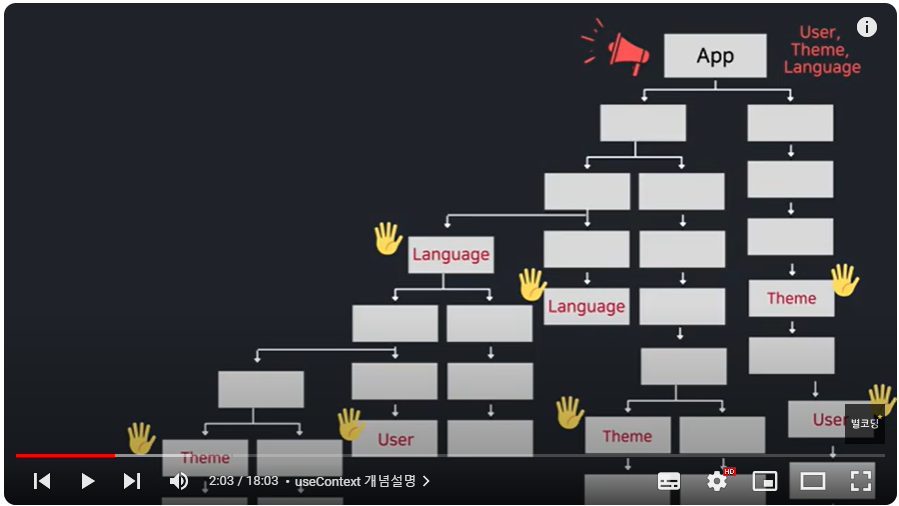 App
User,
Theme,
Language
Language
Language
Theme
User
Theme
User
Theme
별코딩
2:03 / 18:03 • useContext 개념설명
HD